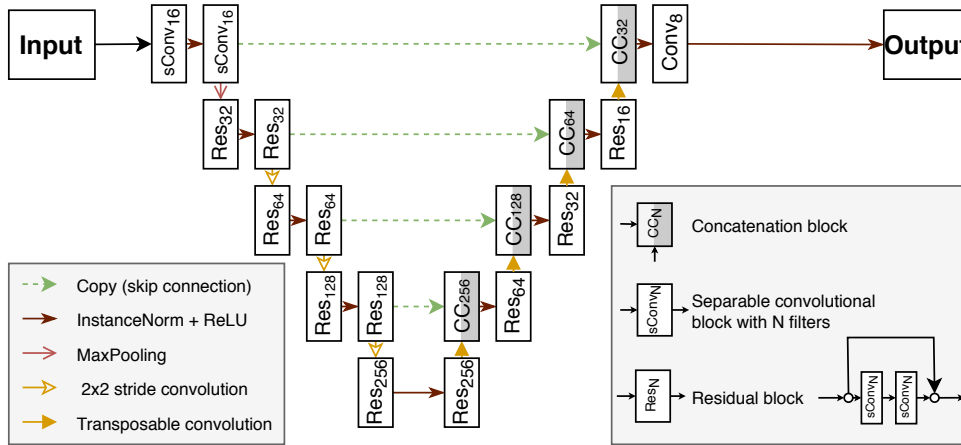 Input
sConv16
sConv16
CC32
Conv8
Output
Res32
Res32
CC64
Res16
Res64
Res64
CC128
Res32
Res128
Res128
CC256
Res64
Res256
Res256
Copy (skip connection)
InstanceNorm + ReLU
MaxPooling
2x2 stride convolution
Transposable convolution
CCN
Concatenation block
sConvN
Separable convolutional
block with N filters
ResN
Residual block
sConvN
sConvN